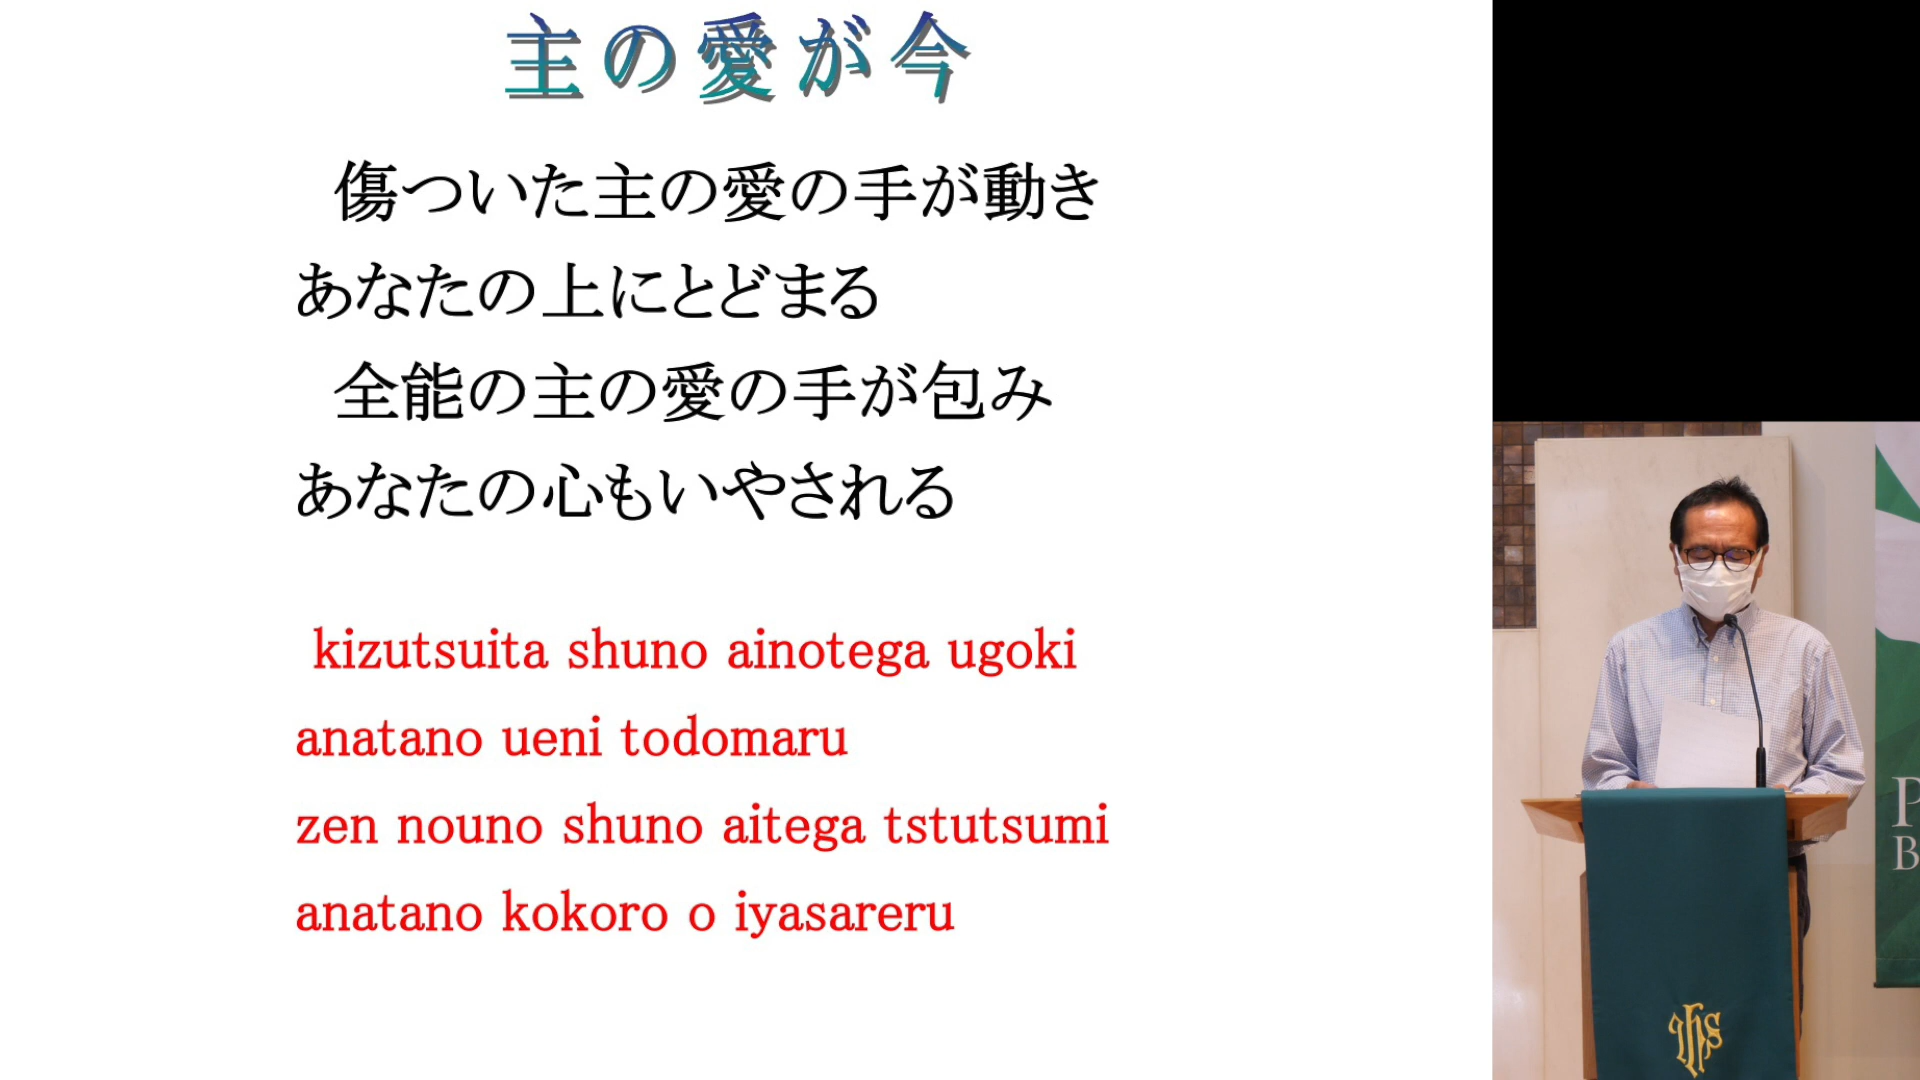 主の愛が今
傷ついた主の愛の手が動き
あなたの上にとどまる
全能の主の愛の手が包み
あなたの心もいやされる
kizutsuita shuno ainotega ugoki
anatano ueni todomaru
zen nouno shuno aitega tstutsumi
anatano kokoro o iyasareru
P
B
IHS